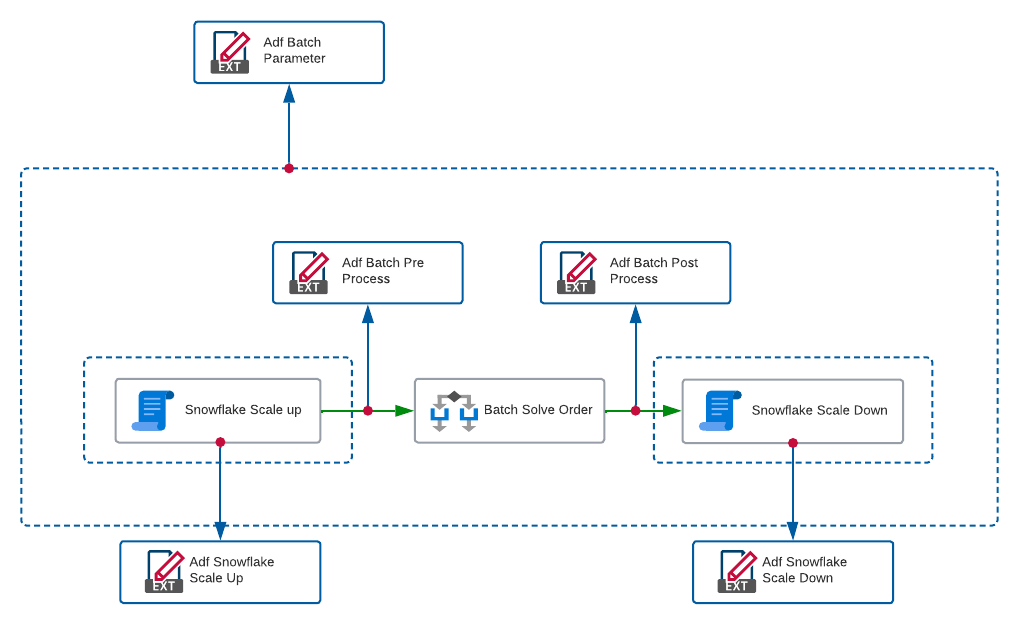 Adf Batch
Parameter
EXT
Adf Batch Pre
Process
EXT
Adf Batch Post
Process
EXT
Snowflake Scale up
Batch Solve Order
Snowflake Scale Down
Adf Snowflake
Scale Up
EXT
Adf Snowflake
Scale Down
EXT